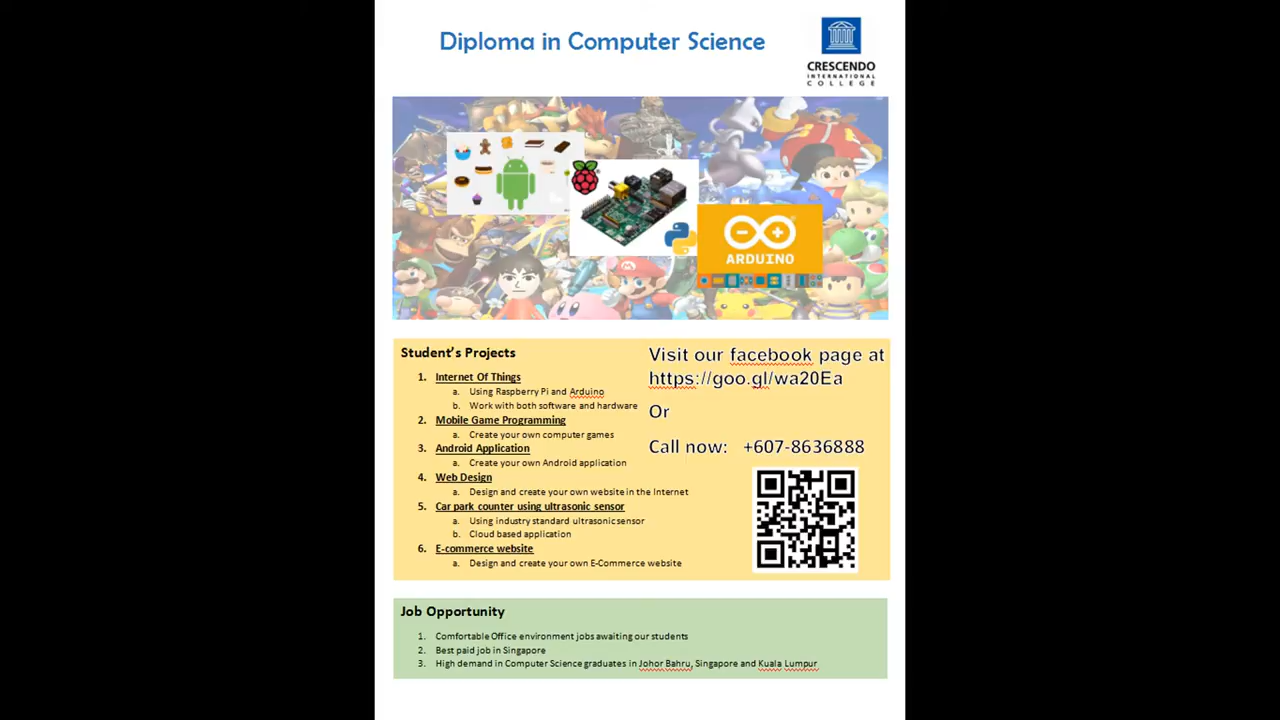 Diploma in Computer Science
CRESCENDO
INTERNATIONAL
COLLEGE
ARDUINO
Student's Projects
1. Internet Of Things
a. Using Raspberry Pi and Arduino
b. Work with both software and hardware
2. Mobile Game Programming
a. Create your own computer games
3. Android Application
a. Create your own Android application
4. Web Design
a. Design and create your own website in the Internet
5. Car park counter using ultrasonic sensor
a. Using industry standard ultrasonic sensor
b. Cloud based application
6. E-commerce website
a. Design and create your own E-Commerce website
Visit our facebook page at
https://goo.gl/wa20Ea
Or
Call now: +607-8636888
Job Opportunity
1. Comfortable Office environment jobs awaiting our students
2. Best paid job in Singapore
3. High demand in Computer Science graduates in Johor Bahru, Singapore and Kuala Lumpur